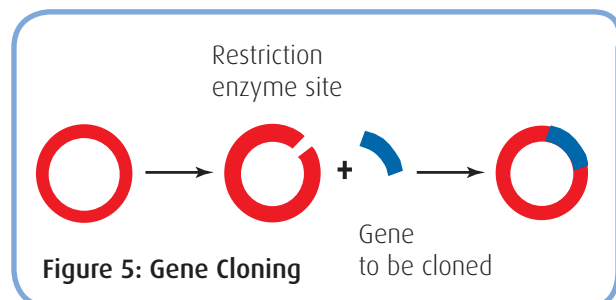 Restriction
enzyme site
+
Gene
to be cloned
Figure 5: Gene Cloning